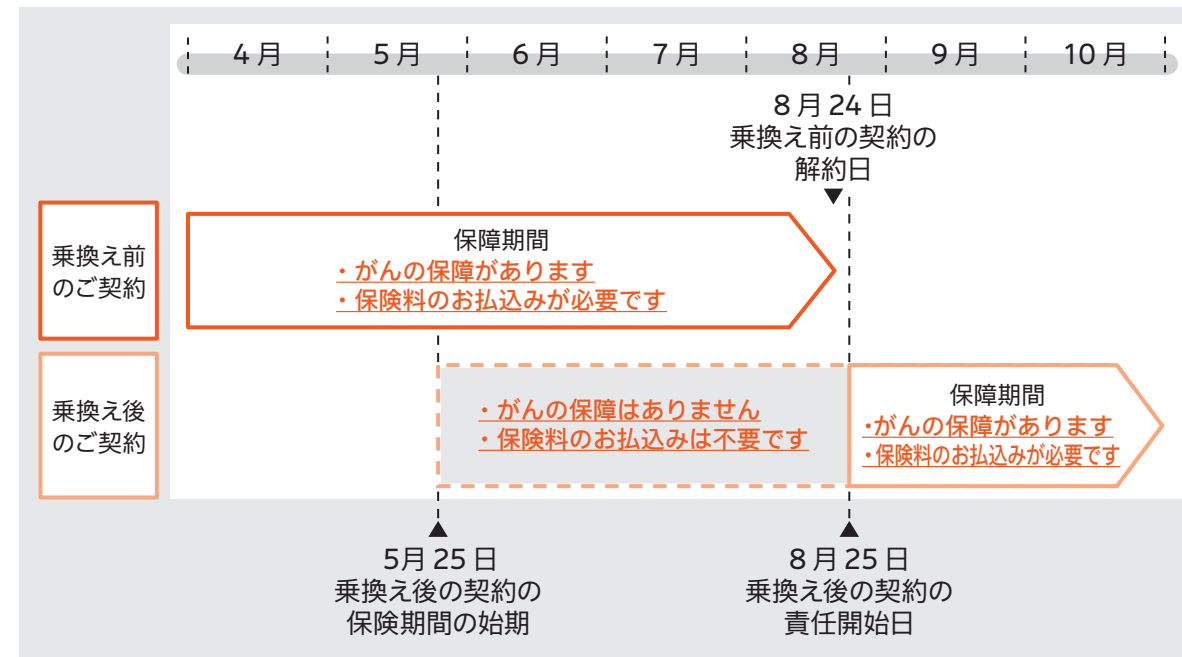 4月 5月 6月 7月 8月 9月 10月
8月24日
乗換え前の契約の
解約日
乗換え前
のご契約
保障期間
・がんの保障があります
・保険料のお払込みが必要です
乗換え後
のご契約
・がんの保障はありません
・保険料のお払込みは不要です
保障期間
・がんの保障があります
・保険料のお払込みが必要です
5月25日
乗換え後の契約の
保険期間の始期
8月25日
乗換え後の契約の
責任開始日